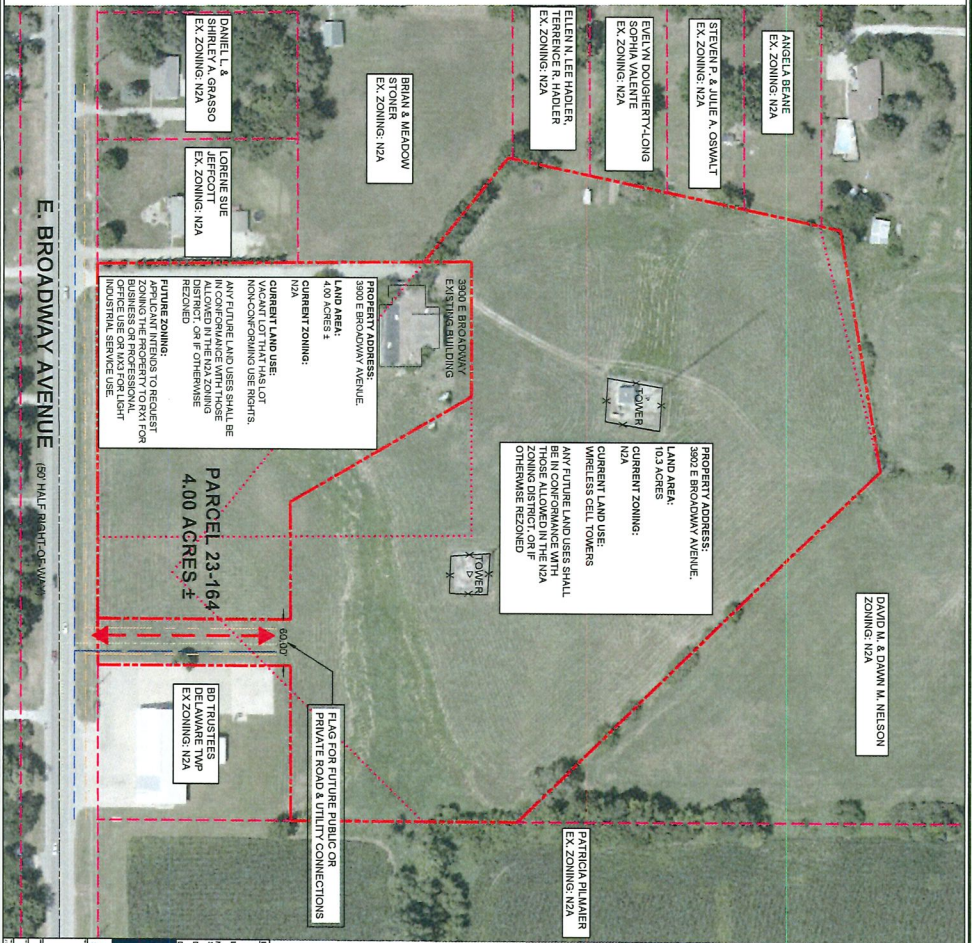 ANGELA BEANE
EX. ZONING: N2A
STEVEN P. & JULIE A. OSWALT
EX. ZONING: N2A
EVELYN DOUGHERTY-LONG
SOPHIA VALENTE
EX. ZONING: N2A
ELLEN N. LEE HADLER,
TERRENCE R. HADLER
EX. ZONING: N2A
BRIAN & MEADOW
STONER
EX. ZONING: N2A
DANIEL L. &
SHIRLEY A. GRASSO
EX. ZONING: N2A
LORENE SUE
JEFFCOTT
EX. ZONING: N2A
DAVID M. & DAWN M. NELSON
ZONING: N2A
PROPERTY ADDRESS:
3902 E BROADWAY AVENUE.
LAND AREA:
10.3 ACRES
CURRENT ZONING:
N2A
CURRENT LAND USE:
WIRELESS CELL TOWERS
ANY FUTURE LAND USES SHALL
BE IN CONFORMANCE WITH
THOSE ALLOWED IN THE N2A
ZONING DISTRICT. OR IF
OTHERWISE REZONED
TOWER
TOWER
3900 E BROADWAY
EXISTING BUILDING
PROPERTY ADDRESS:
3900 E BROADWAY AVENUE.
LAND AREA:
4.00 ACRES ±
CURRENT ZONING:
N2A
CURRENT LAND USE:
VACANT LOT THAT HAS LOT
NON-CONFORMING USE RIGHTS.
ANY FUTURE LAND USES SHALL BE
IN CONFORMANCE WITH THOSE
ALLOWED IN THE N2A ZONING
DISTRICT. OR IF OTHERWISE
REZONED
FUTURE ZONING:
APPLICANT INTENDS TO REQUEST
ZONING THE PROPERTY TO RX1 FOR
BUSINESS OR PROFESSIONAL
OFFICE USE OR MX3 FOR LIGHT
INDUSTRIAL SERVICE USE.
PARCEL 23-164
4.00 ACRES ±
60.00'
FLAG FOR FUTURE PUBLIC OR
PRIVATE ROAD & UTILITY CONNECTIONS
BD TRUSTEES
DELAWARE TWP
EX ZONING: N2A
PATRICIA PILMAIER
EX. ZONING: N2A
E. BROADWAY AVENUE (50' HALF RIGHT-OF-WAY)